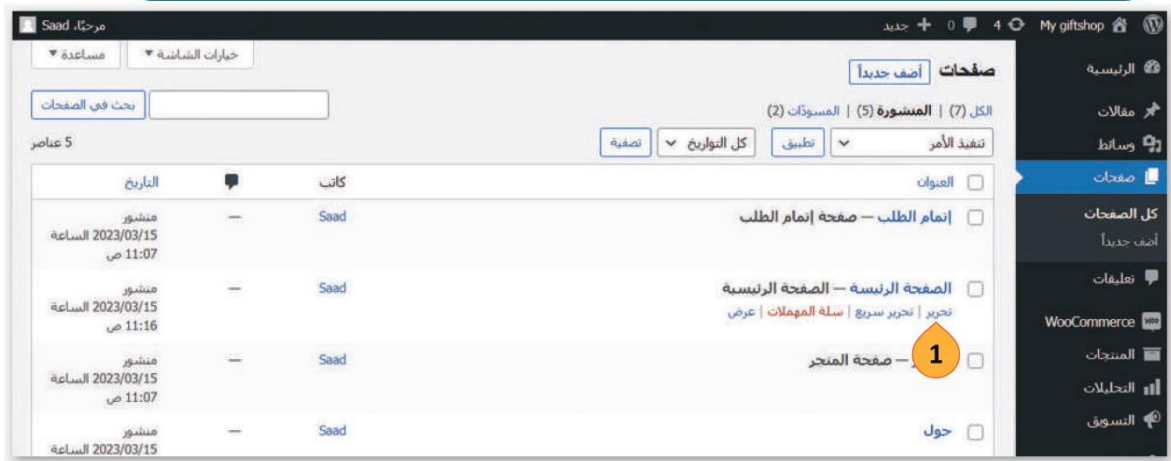 My giftshop 4 0 جديد مرحبًا، Saad
الرئيسية
مقالات
وسائط
صفحات
كل الصفحات
أضف جديداً
تعليقات
WooCommerce
المنتجات
التحليلات
التسويق
خيارات الشاشة مساعدة
صفحات أضف جديداً
الكل (7) | المنشورة (5) | المسودّات (2)
بحث في الصفحات
تنفيذ الأمر تطبيق كل التواريخ تصفية 5 عناصر
العنوان كاتب التاريخ
إتمام الطلب — صفحة إتمام الطلب Saad — منشور
2023/03/15 الساعة
11:07 ص
الصفحة الرئيسة — الصفحة الرئيسية Saad — منشور
تحرير | تحرير سريع | سلة المهملات | عرض 2023/03/15 الساعة
11:16 ص
1
— صفحة المتجر Saad — منشور
2023/03/15 الساعة
11:07 ص
حول Saad — منشور
2023/03/15 الساعة